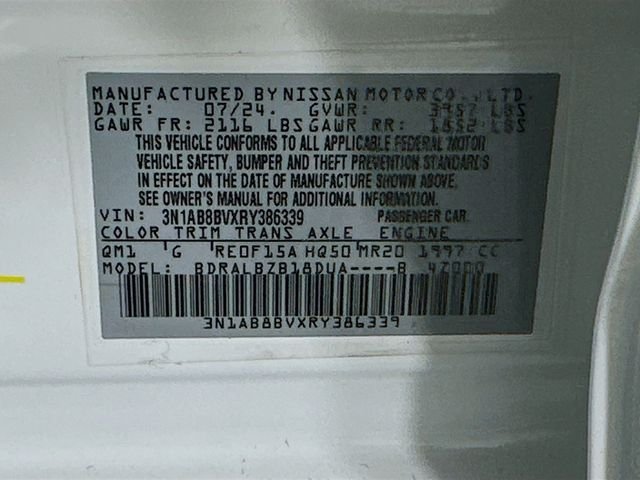 MANUFACTURED BY NISSAN MOTOR CO., LTD.
DATE: 07/24. GVWR: 3957 LBS
GAWR FR: 2116 LBS GAWR RR: 1852 LBS
THIS VEHICLE CONFORMS TO ALL APPLICABLE FEDERAL MOTOR
VEHICLE SAFETY, BUMPER AND THEFT PREVENTION STANDARDS
IN EFFECT ON THE DATE OF MANUFACTURE SHOWN ABOVE.
SEE OWNER'S MANUAL FOR ADDITIONAL INFORMATION.
VIN: 3N1AB8BVXRY386339 PASSENGER CAR
COLOR TRIM TRANS AXLE ENGINE
QM1 G RE0F15A HQ50 MR20 1997 CC
MODEL: BDRALBZB18DUA----B 4Z000
3N1AB8BVXRY386339